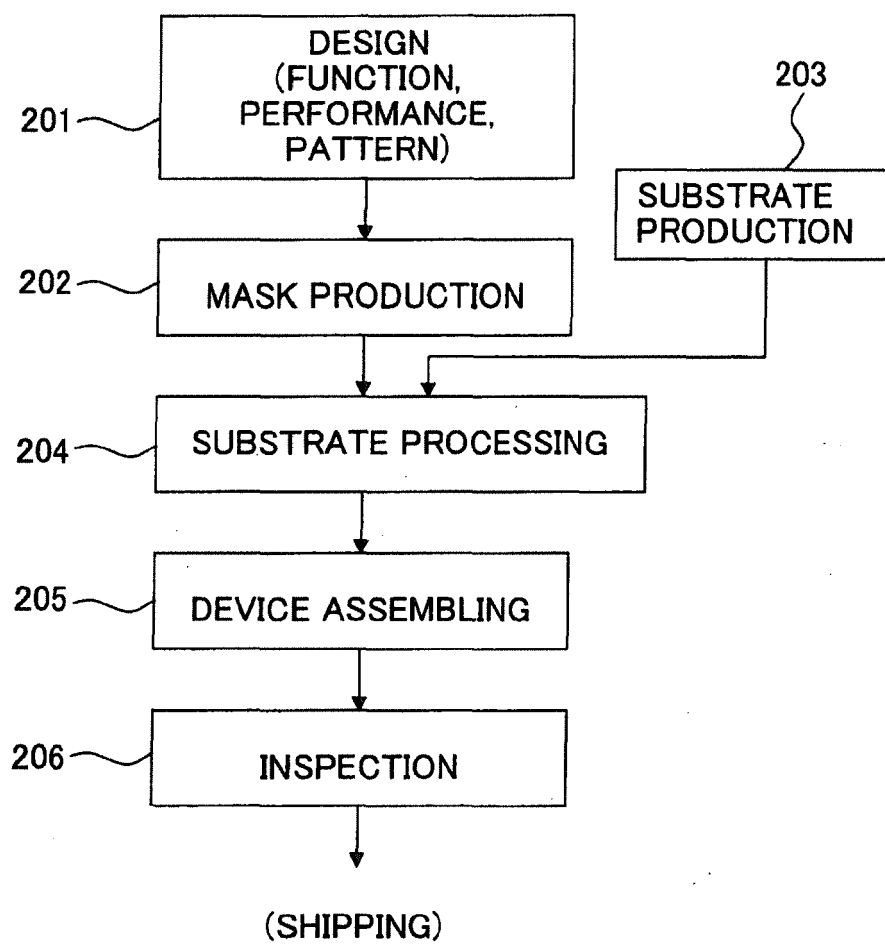 DESIGN
(FUNCTION,
PERFORMANCE,
PATTERN)
201
203
SUBSTRATE
PRODUCTION
202
MASK PRODUCTION
204
SUBSTRATE PROCESSING
205
DEVICE ASSEMBLING
206
INSPECTION
(SHIPPING)